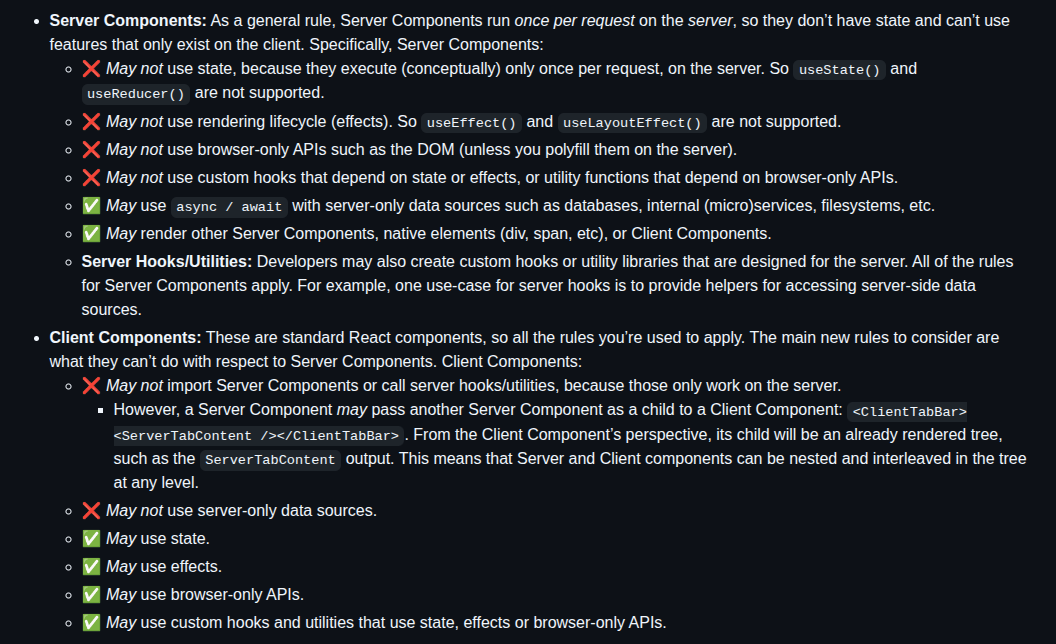 Server Components: As a general rule, Server Components run once per request on the server, so they don’t have state and can’t use
features that only exist on the client. Specifically, Server Components:
❌ May not use state, because they execute (conceptually) only once per request, on the server. So useState() and
useReducer() are not supported.
❌ May not use rendering lifecycle (effects). So useEffect() and useLayoutEffect() are not supported.
❌ May not use browser-only APIs such as the DOM (unless you polyfill them on the server).
❌ May not use custom hooks that depend on state or effects, or utility functions that depend on browser-only APIs.
✅ May use async / await with server-only data sources such as databases, internal (micro)services, filesystems, etc.
✅ May render other Server Components, native elements (div, span, etc), or Client Components.
Server Hooks/Utilities: Developers may also create custom hooks or utility libraries that are designed for the server. All of the rules
for Server Components apply. For example, one use-case for server hooks is to provide helpers for accessing server-side data
sources.
Client Components: These are standard React components, so all the rules you’re used to apply. The main new rules to consider are
what they can’t do with respect to Server Components. Client Components:
❌ May not import Server Components or call server hooks/utilities, because those only work on the server.
However, a Server Component may pass another Server Component as a child to a Client Component: <ClientTabBar>
<ServerTabContent /></ClientTabBar>. From the Client Component’s perspective, its child will be an already rendered tree,
such as the ServerTabContent output. This means that Server and Client components can be nested and interleaved in the tree
at any level.
❌ May not use server-only data sources.
✅ May use state.
✅ May use effects.
✅ May use browser-only APIs.
✅ May use custom hooks and utilities that use state, effects or browser-only APIs.